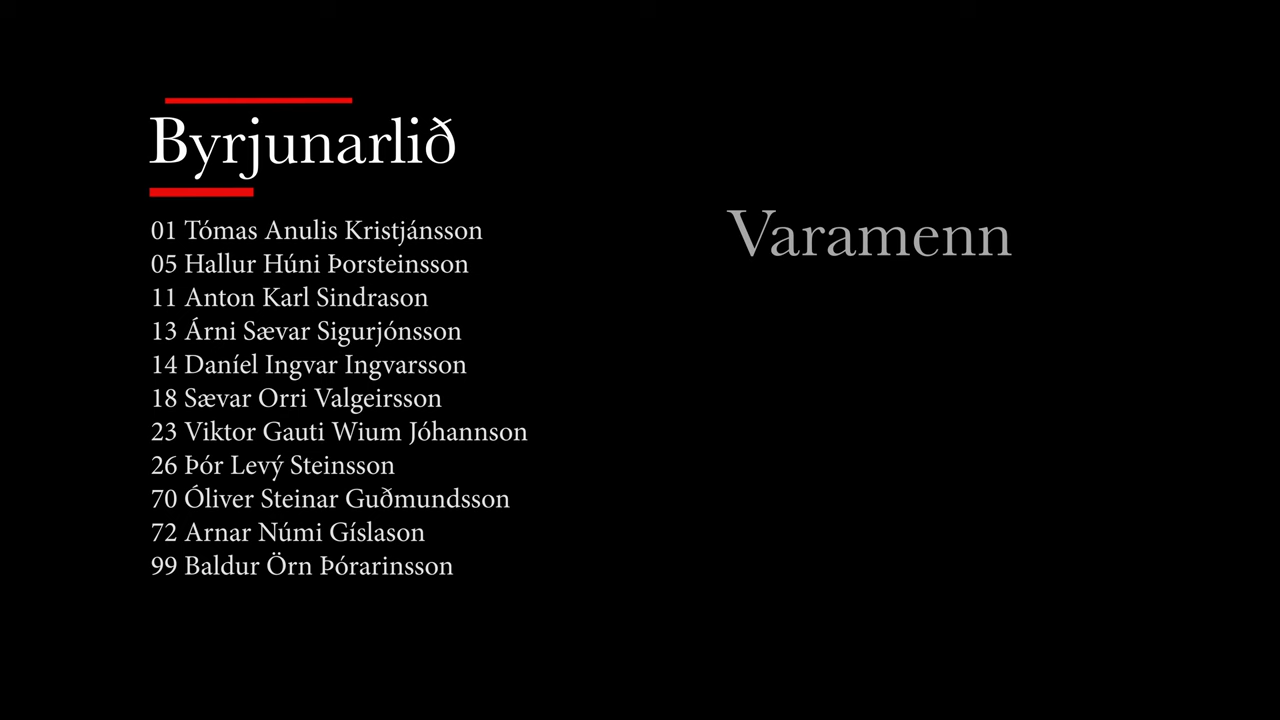 Byrjunarlið
01 Tómas Anulis Kristjánsson
05 Hallur Húni Þorsteinsson
11 Anton Karl Sindrason
13 Árni Sævar Sigurjónsson
14 Daníel Ingvar Ingvarsson
18 Sævar Orri Valgeirsson
23 Viktor Gauti Wium Jóhannson
26 Þór Levý Steinsson
70 Óliver Steinar Guðmundsson
72 Arnar Númi Gíslason
99 Baldur Örn Þórarinsson
Varamenn